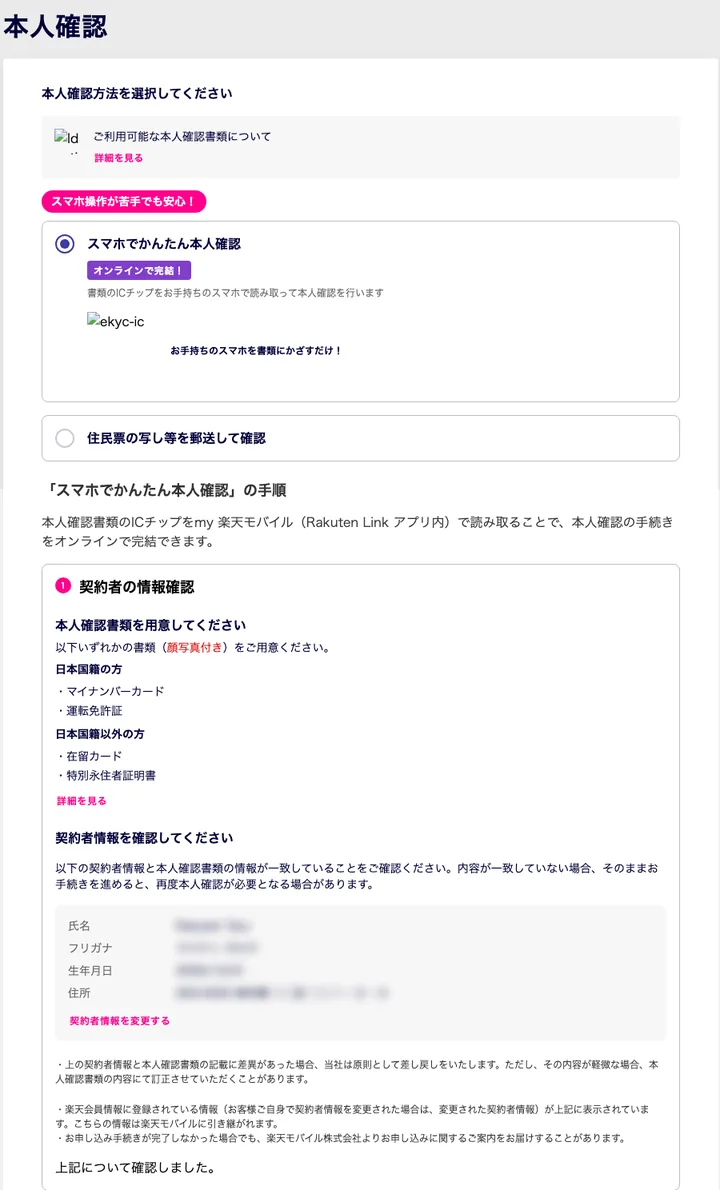 本人確認
本人確認方法を選択してください
Id
ご利用可能な本人確認書類について
詳細を見る
スマホ操作が苦手でも安心！
スマホでかんたん本人確認
オンラインで完結！
書類のICチップをお手持ちのスマホで読み取って本人確認を行います
ekyc-ic
お手持ちのスマホを書類にかざすだけ！
住民票の写し等を郵送して確認
「スマホでかんたん本人確認」の手順
本人確認書類のICチップをmy 楽天モバイル（Rakuten Link アプリ内）で読み取ることで、本人確認の手続き
をオンラインで完結できます。
1 契約者の情報確認
本人確認書類を用意してください
以下いずれかの書類（顔写真付き）をご用意ください。
日本国籍の方
・マイナンバーカード
・運転免許証
日本国籍以外の方
・在留カード
・特別永住者証明書
詳細を見る
契約者情報を確認してください
以下の契約者情報と本人確認書類の情報が一致していることをご確認ください。内容が一致していない場合、そのままお
手続きを進めると、再度本人確認が必要となる場合があります。
氏名
フリガナ
生年月日
住所
契約者情報を変更する
・上の契約者情報と本人確認書類の記載に差異があった場合、当社は原則として差し戻しをいたします。ただし、その内容が軽微な場合、本
人確認書類の内容にて訂正させていただくことがあります。
・楽天会員情報に登録されている情報（お客様ご自身で契約者情報を変更された場合は、変更された契約者情報）が上記に表示されていま
す。こちらの情報は楽天モバイルに引き継がれます。
・お申し込み手続きが完了しなかった場合でも、楽天モバイル株式会社よりお申し込みに関するご案内をお届けすることがあります。
上記について確認しました。